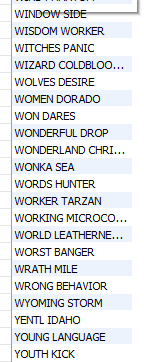 WINDOW SIDE
WISDOM WORKER
WITCHES PANIC
WIZARD COLDBLOO...
WOLVES DESIRE
WOMEN DORADO
WON DARES
WONDERFUL DROP
WONDERLAND CHRI...
WONKA SEA
WORDS HUNTER
WORKER TARZAN
WORKING MICROCO...
WORLD LEATHERNE...
WORST BANGER
WRATH MILE
WRONG BEHAVIOR
WYOMING STORM
YENTL IDAHO
YOUNG LANGUAGE
YOUTH KICK